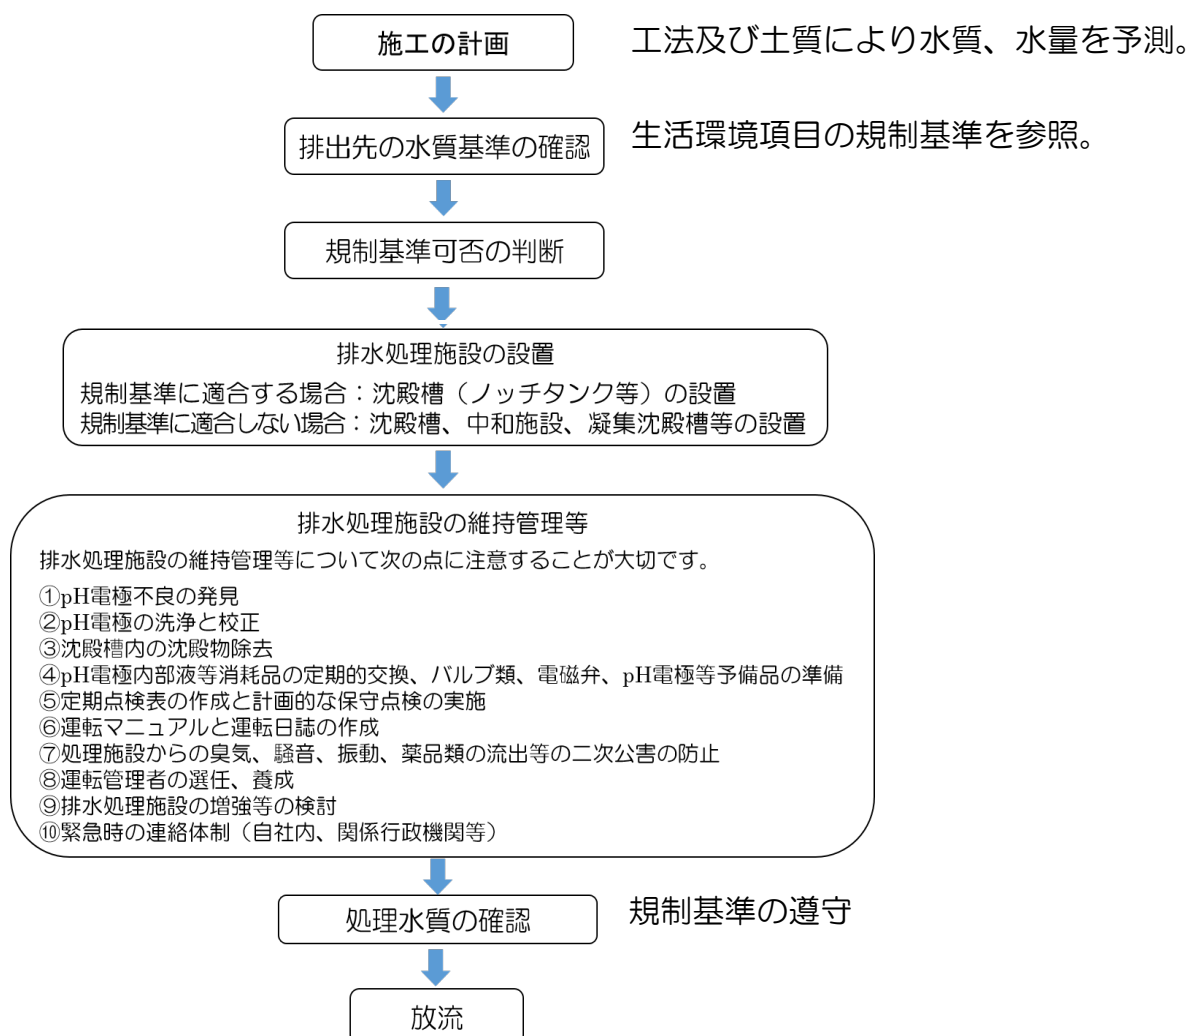 施工の計画
工法及び土質により水質、水量を予測。
排出先の水質基準の確認
生活環境項目の規制基準を参照。
規制基準可否の判断
排水処理施設の設置
規制基準に適合する場合：沈殿槽（ノッチタンク等）の設置
規制基準に適合しない場合：沈殿槽、中和施設、凝集沈殿槽等の設置
排水処理施設の維持管理等
排水処理施設の維持管理等について次の点に注意することが大切です。
①pH電極不良の発見
②pH電極の洗浄と校正
③沈殿槽内の沈殿物除去
④pH電極内部液等消耗品の定期的交換、バルブ類、電磁弁、pH電極等予備品の準備
⑤定期点検表の作成と計画的な保守点検の実施
⑥運転マニュアルと運転日誌の作成
⑦処理施設からの臭気、騒音、振動、薬品類の流出等の二次公害の防止
⑧運転管理者の選任、養成
⑨排水処理施設の増強等の検討
⑩緊急時の連絡体制（自社内、関係行政機関等）
処理水質の確認
規制基準の遵守
放流